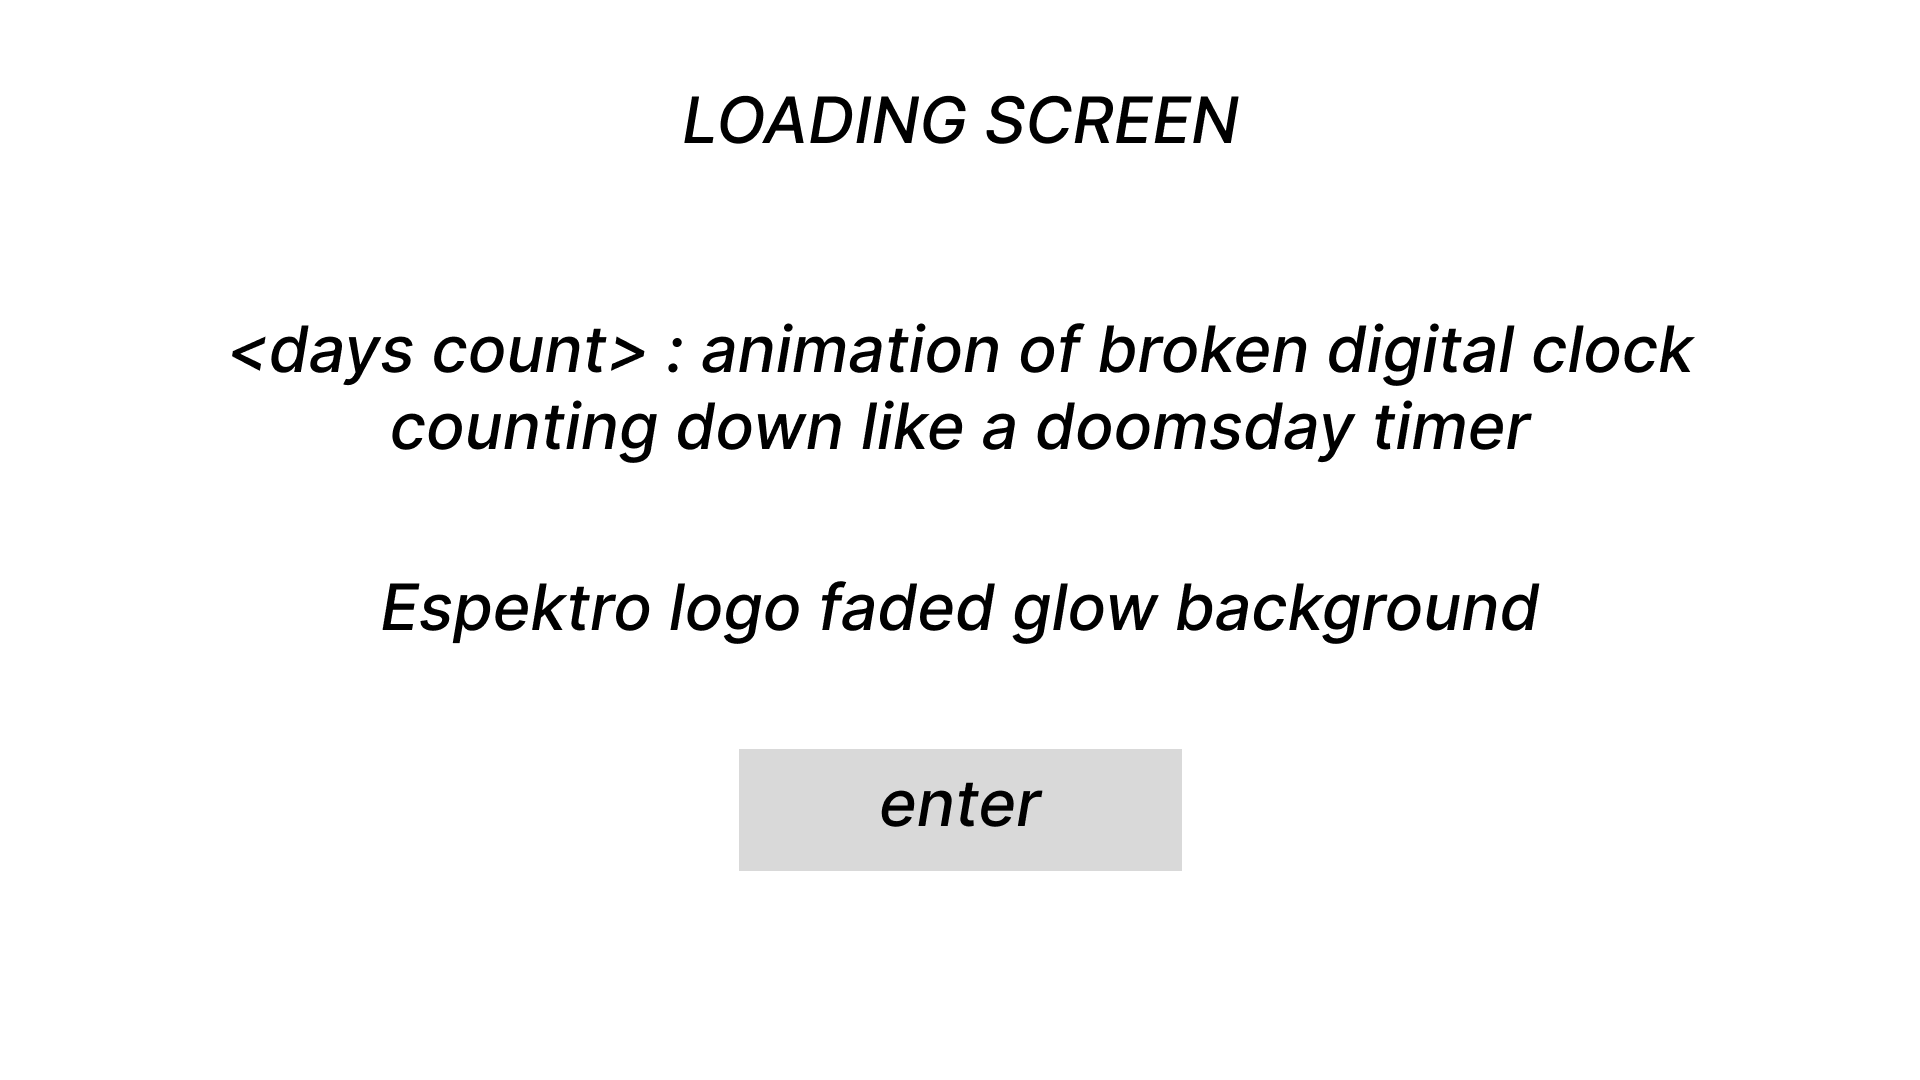 LOADING SCREEN
<days count> : animation of broken digital clock
counting down like a doomsday timer
Espektro logo faded glow background
enter